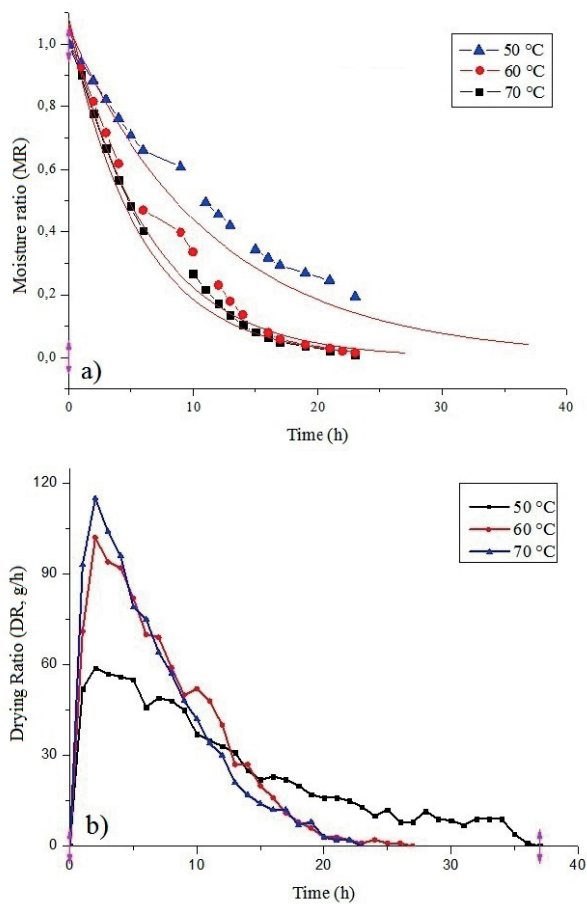 1,0
0,8
0,6
0,4
0,2
0,0
Moisture ratio (MR)
50 °C
60 °C
70 °C
a)
0
10
20
30
40
Time (h)
120
90
60
30
0
Drying Ratio (DR, g/h)
50 °C
60 °C
70 °C
b)
0
10
20
30
40
Time (h)